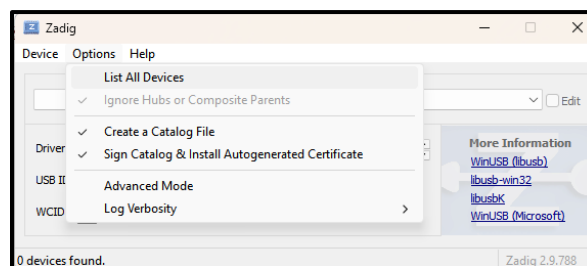 Zadig
Device Options Help
List All Devices
Ignore Hubs or Composite Parents
Edit
Create a Catalog File
Sign Catalog & Install Autogenerated Certificate
Advanced Mode
Log Verbosity
Driver
USB ID
WCID
More Information
WinUSB (libusb)
libusb-win32
libusbK
WinUSB (Microsoft)
0 devices found.
Zadig 2.9.788